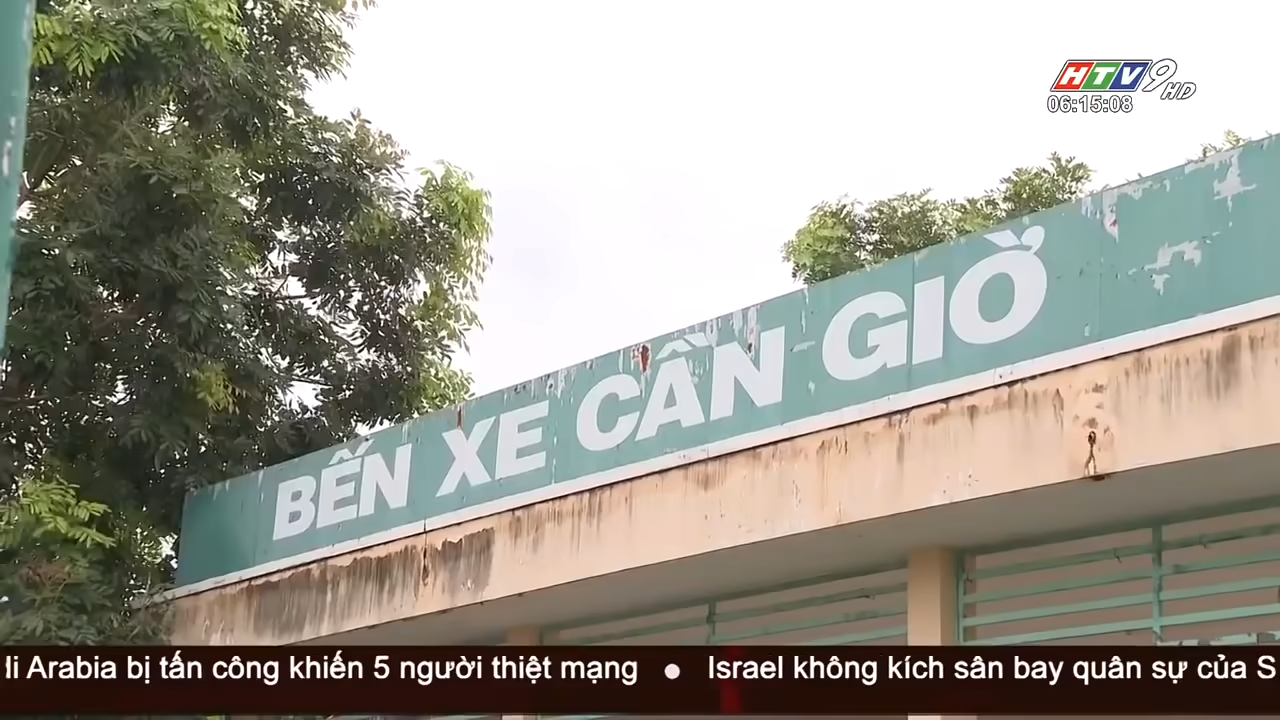 HTV9 HD
06:15:08
BẾN XE CẦN GIỜ
Arabia bị tấn công khiến 5 người thiệt mạng ● Israel không kích sân bay quân sự của S